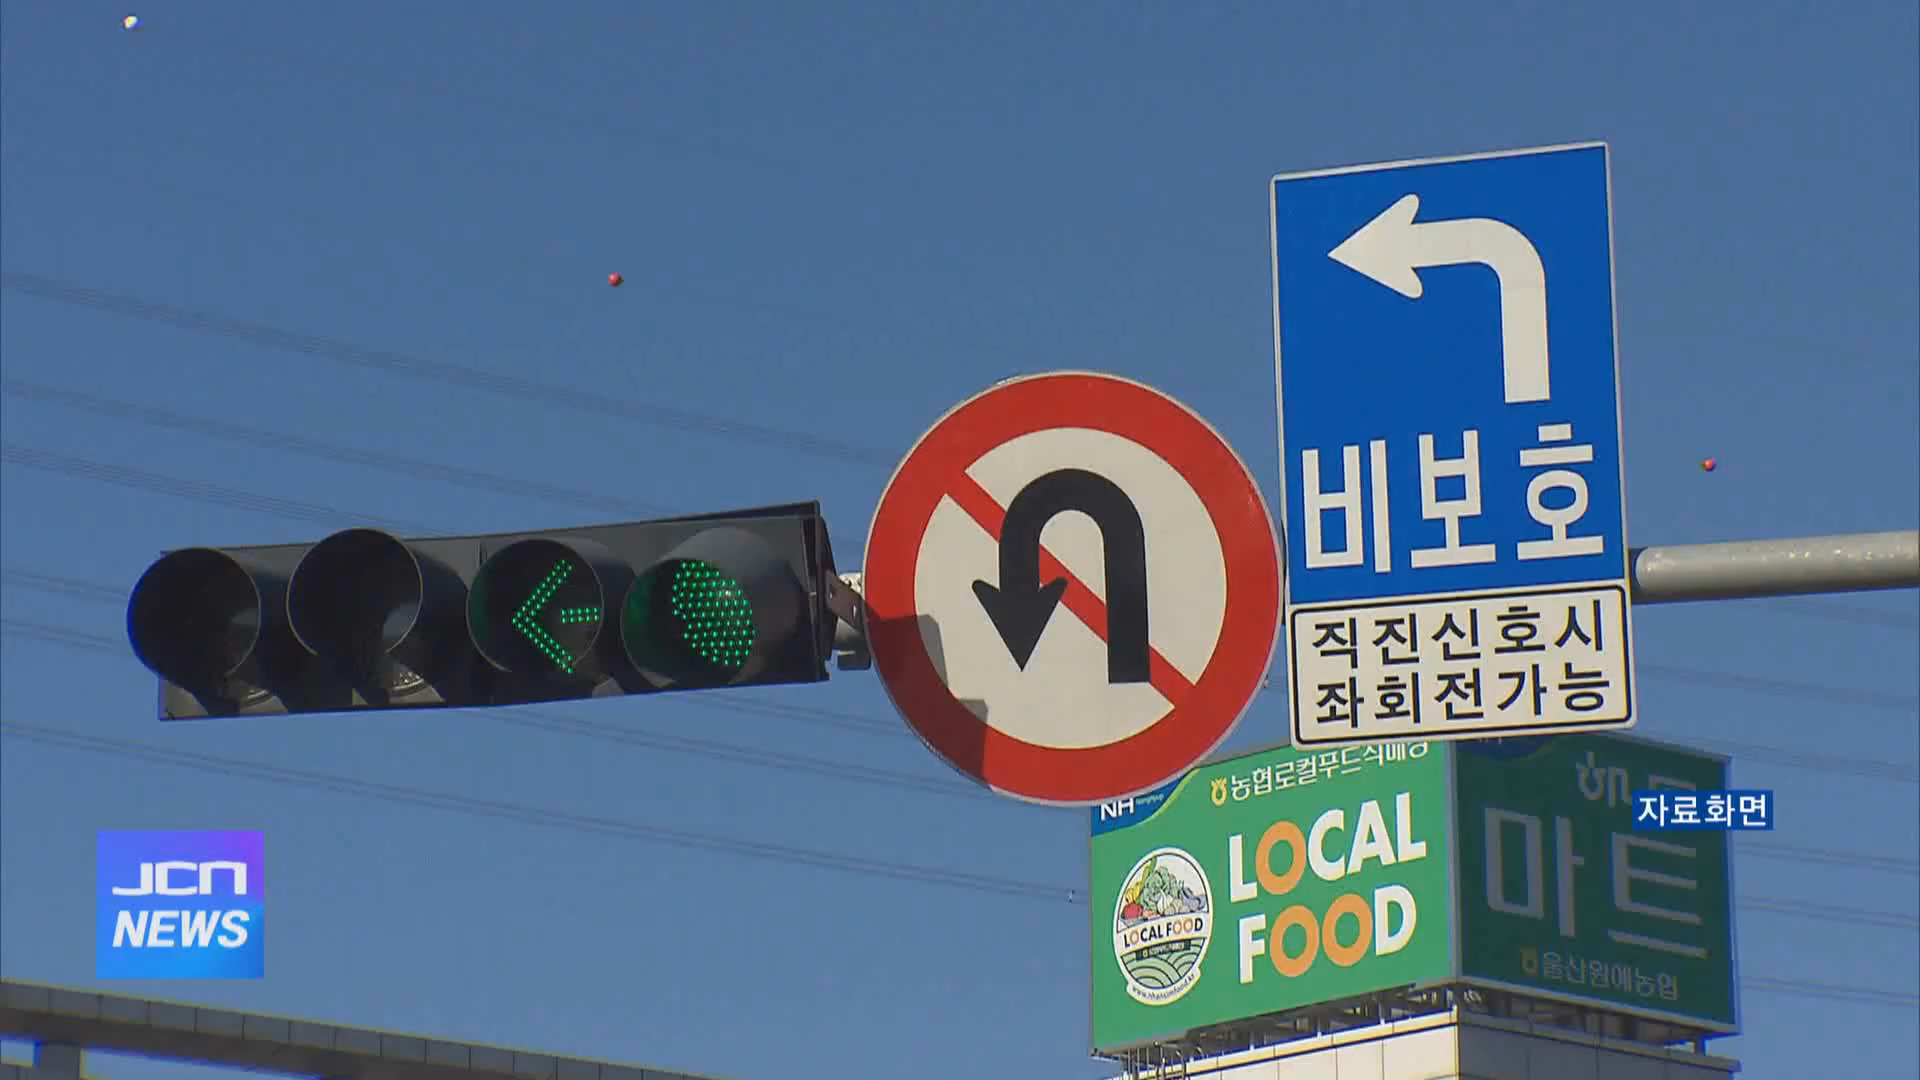 비보호
직진신호시
좌회전가능
NH
농협로컬푸드직매장
LOCAL
FOOD
LOCAL FOOD
마트
울산원예농협
자료화면
JCN
NEWS